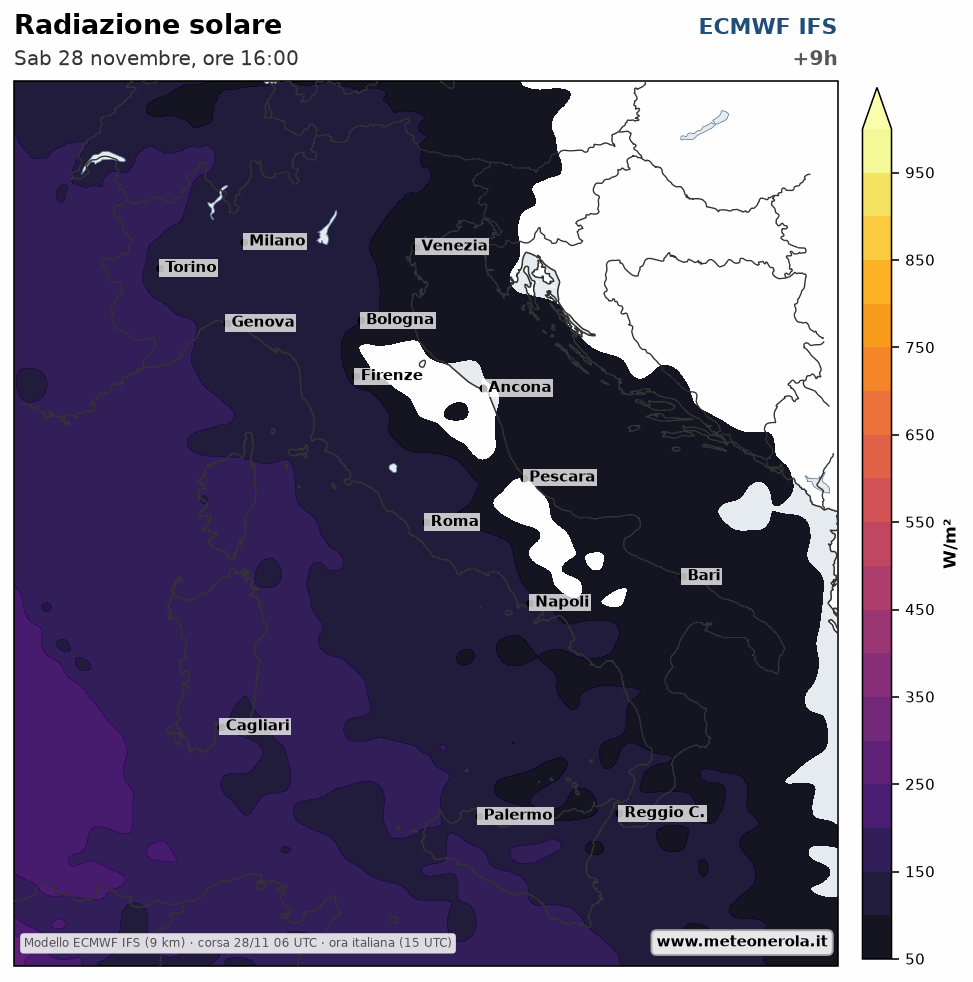 Radiazione solare
ECMWF IFS
Sab 28 novembre, ore 16:00
+9h
Milano
Venezia
Torino
Genova
Bologna
Firenze
Ancona
Pescara
Roma
Bari
Napoli
Cagliari
Palermo
Reggio C.
950
850
750
650
550
450
350
250
150
50
W/m²
Modello ECMWF IFS (9 km) · corsa 28/11 06 UTC · ora italiana (15 UTC)
www.meteonerola.it